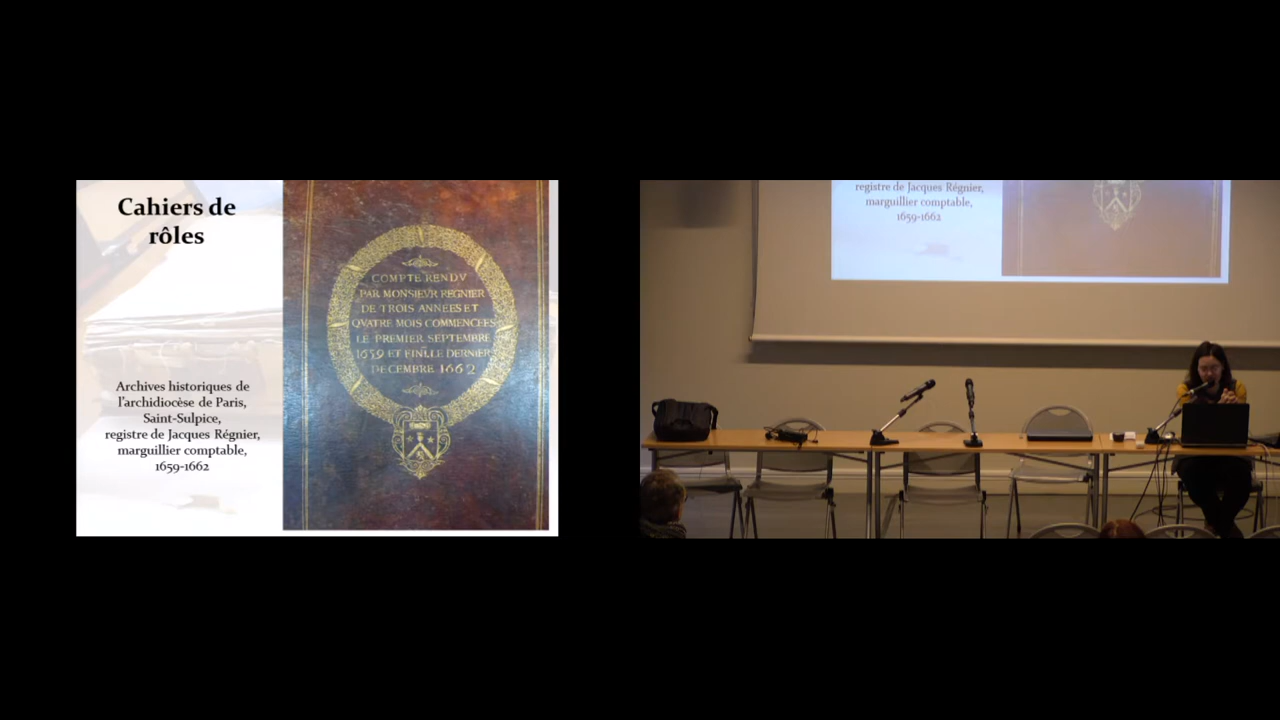 Cahiers de
rôles
Archives historiques de
l'archidiocèse de Paris,
Saint-Sulpice,
registre de Jacques Régnier,
marguillier comptable,
1659-1662
COMPTE RENDV
PAR MONSIEVR REGNIER
DE TROIS ANNEES ET
QVATRE MOIS COMMENCEES
LE PREMIER SEPTEMBRE
1659 ET FINI LE DERNIER
DECEMBRE 1662
registre de Jacques Régnier,
marguillier comptable,
1659-1662